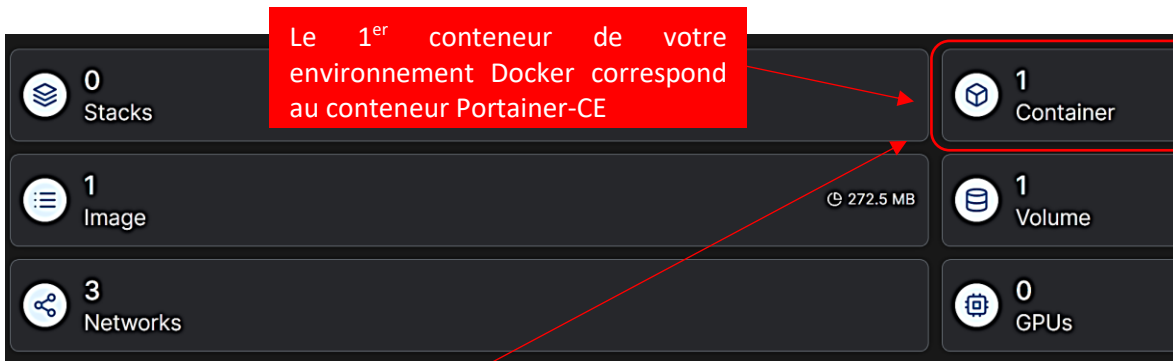 Le 1er conteneur de votre
environnement Docker correspond
au conteneur Portainer-CE
0
Stacks
1
Container
1
Image
272.5 MB
1
Volume
3
Networks
0
GPUs